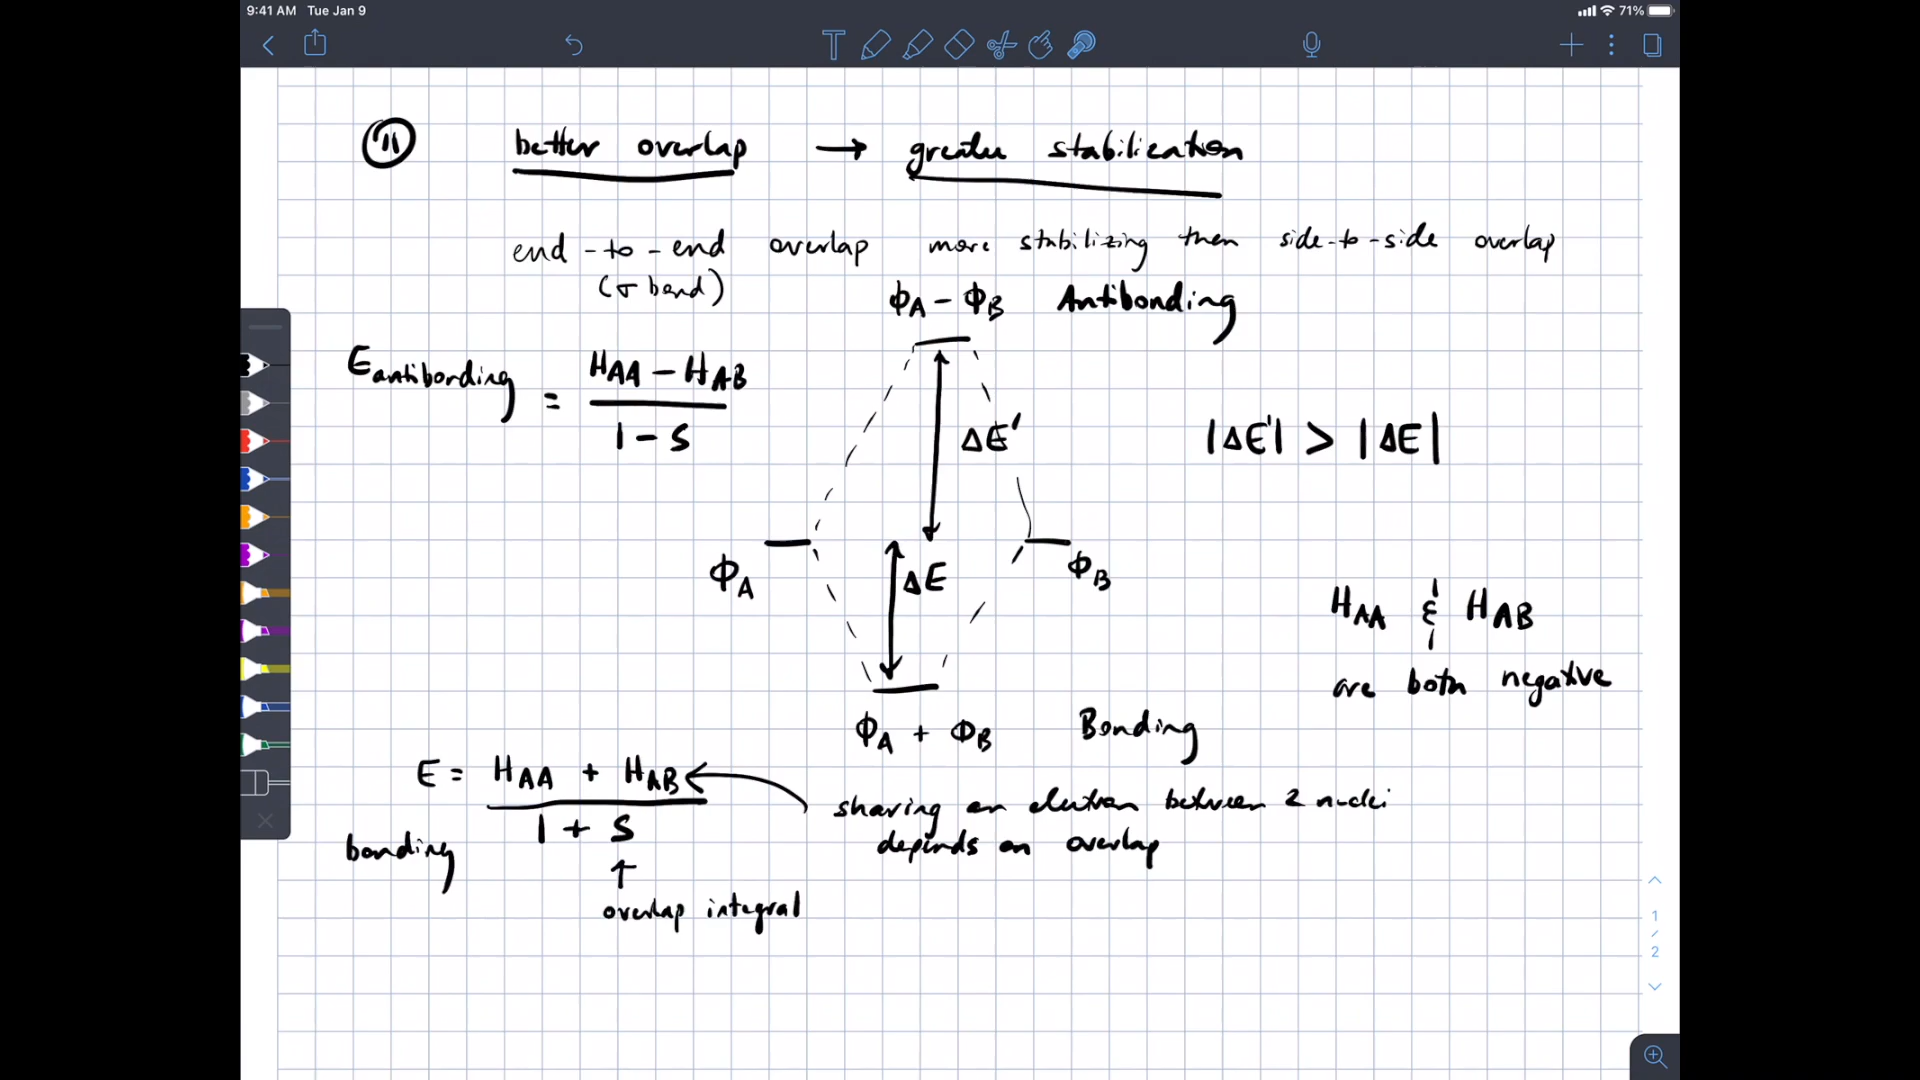 9:41 AM Tue Jan 9
71%
11 better overlap → greater stabilization
end-to-end overlap more stabilizing then side-to-side overlap
(σ bond)
ΦA - ΦB Antibonding
Eantibonding = HAA - HAB / 1 - S
ΔE'
|ΔE'| > |ΔE|
ΦA
ΔE
ΦB
HAA & HAB
are both negative
ΦA + ΦB Bonding
E = HAA + HAB / 1 + S
bonding
sharing an electron between 2 nuclei
depends on overlap
↑
overlap integral
1
/
2